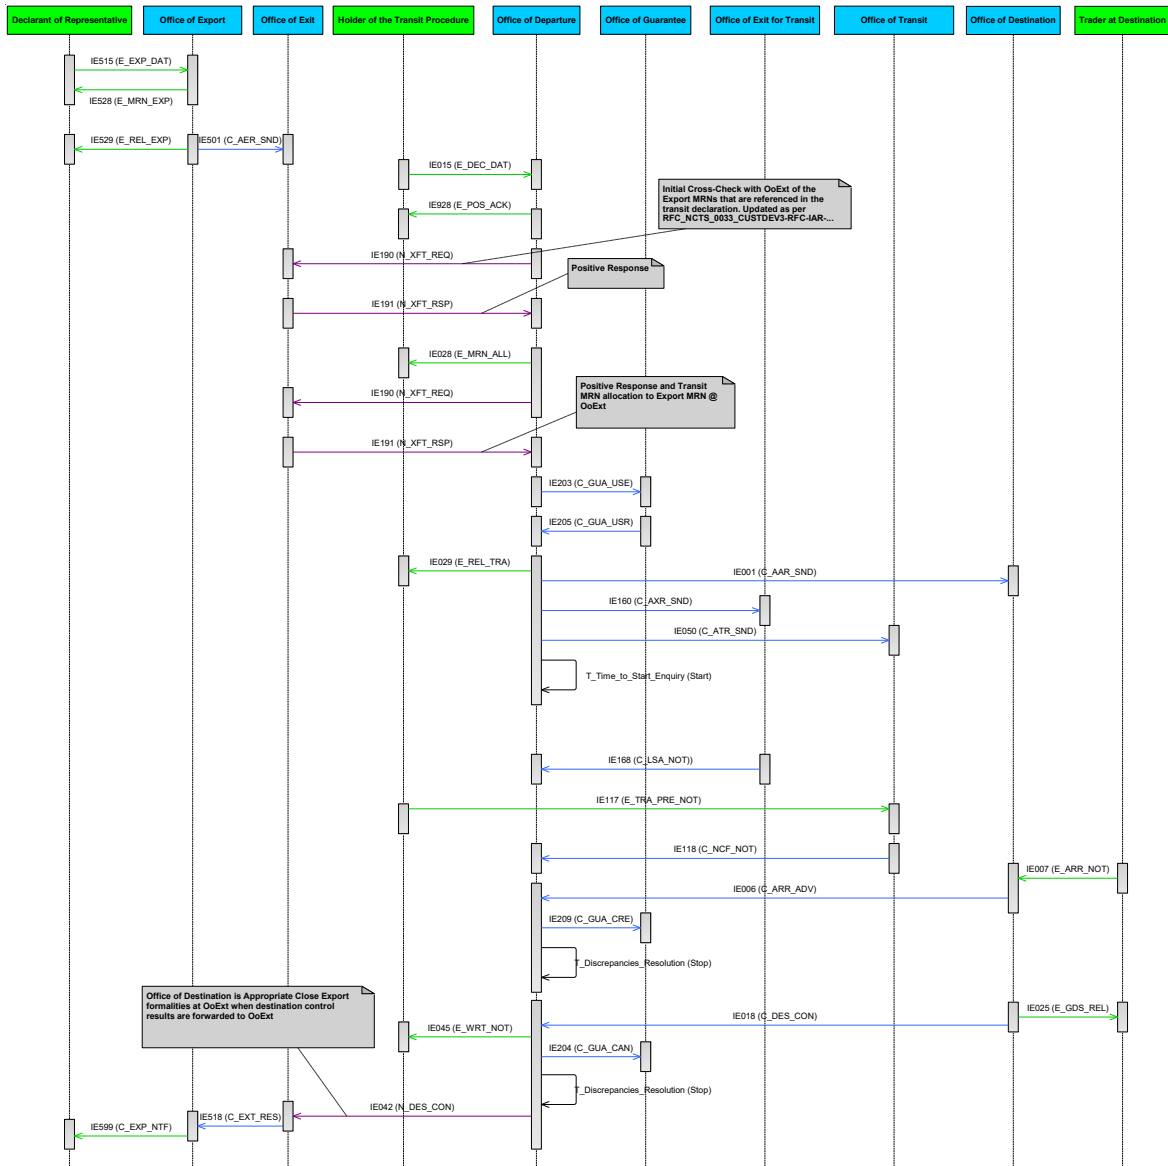 Declarant of Representative
Office of Export
Office of Exit
Holder of the Transit Procedure
Office of Departure
Office of Guarantee
Office of Exit for Transit
Office of Transit
Office of Destination
Trader at Destination
IE515 (E_EXP_DAT)
IE528 (E_MRN_EXP)
IE529 (E_REL_EXP)
IE501 (C_AER_SND)
IE015 (E_DEC_DAT)
Initial Cross-Check with OoExt of the
Export MRNs that are referenced in the
transit declaration. Updated as per
RFC_NCTS_0033_CUSTDEV3-RFC-IAR-...
IE928 (E_POS_ACK)
IE190 (N_XFT_REQ)
Positive Response
IE191 (N_XFT_RSP)
IE028 (E_MRN_ALL)
IE190 (N_XFT_REQ)
Positive Response and Transit
MRN allocation to Export MRN @
OoExt
IE191 (N_XFT_RSP)
IE203 (C_GUA_USE)
IE205 (C_GUA_USR)
IE029 (E_REL_TRA)
IE001 (C_AAR_SND)
IE160 (C_AXR_SND)
IE050 (C_ATR_SND)
T_Time_to_Start_Enquiry (Start)
IE168 (C_LSA_NOT))
IE117 (E_TRA_PRE_NOT)
IE118 (C_NCF_NOT)
IE007 (E_ARR_NOT)
IE006 (C_ARR_ADV)
IE209 (C_GUA_CRE)
T_Discrepancies_Resolution (Stop)
Office of Destination is Appropriate Close Export
formalities at OoExt when destination control
results are forwarded to OoExt
IE018 (C_DES_CON)
IE025 (E_GDS_REL)
IE045 (E_WRT_NOT)
IE204 (C_GUA_CAN)
T_Discrepancies_Resolution (Stop)
IE042 (N_DES_CON)
IE518 (C_EXT_RES)
IE599 (C_EXP_NTF)